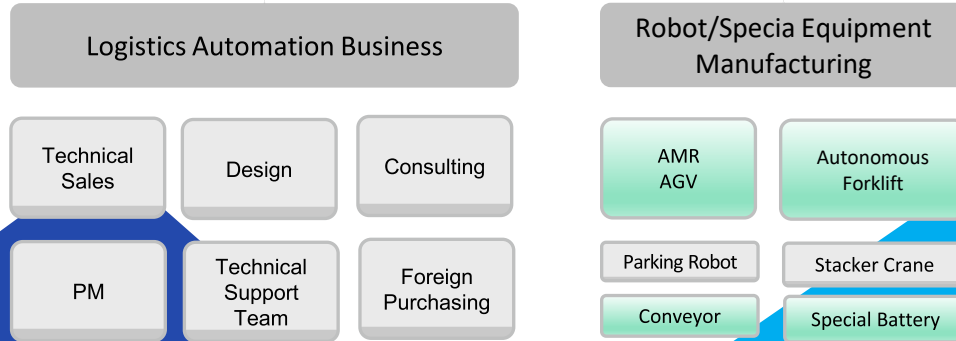 Logistics Automation Business
Technical
Sales
Design
Consulting
PM
Technical
Support
Team
Foreign
Purchasing
Robot/Specia Equipment
Manufacturing
AMR
AGV
Autonomous
Forklift
Parking Robot
Stacker Crane
Conveyor
Special Battery